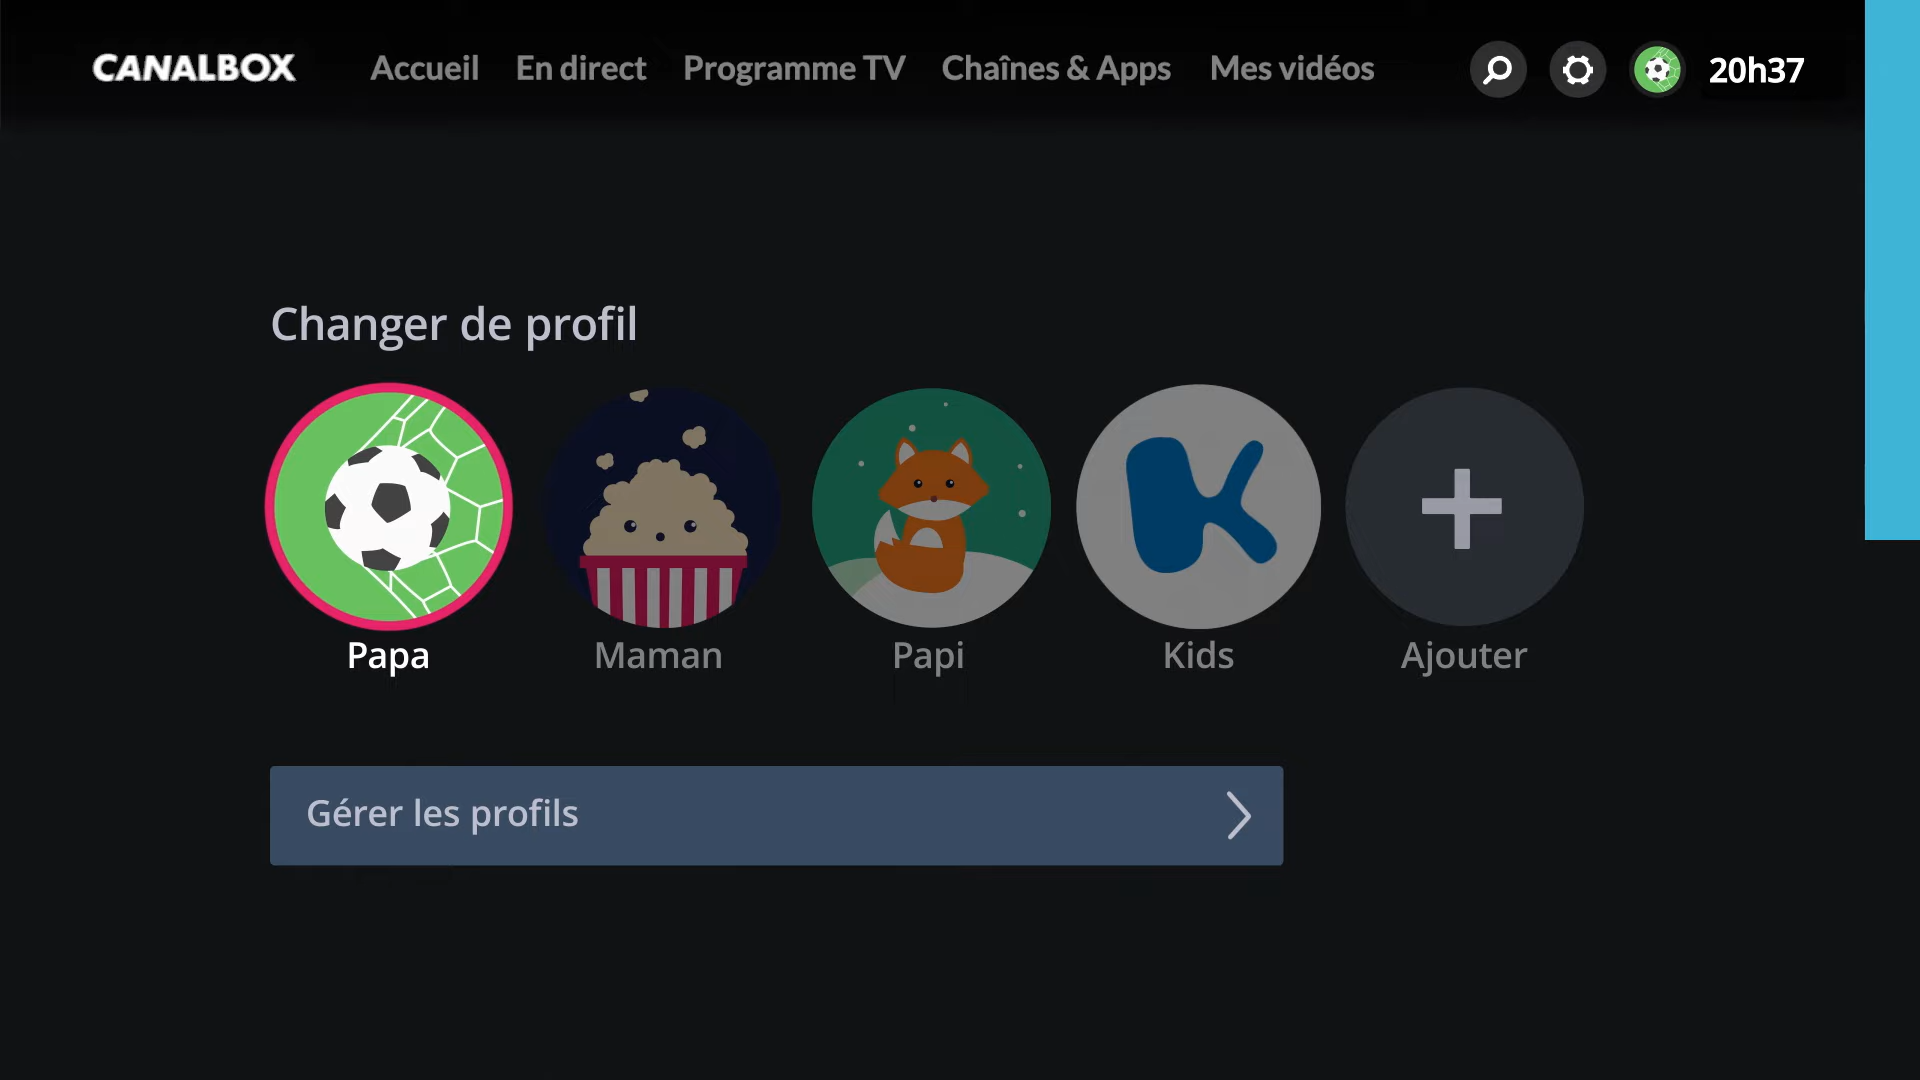 CANALBOX Accueil En direct Programme TV Chaînes & Apps Mes vidéos 20h37
Changer de profil
K
Papa Maman Papi Kids Ajouter
Gérer les profils